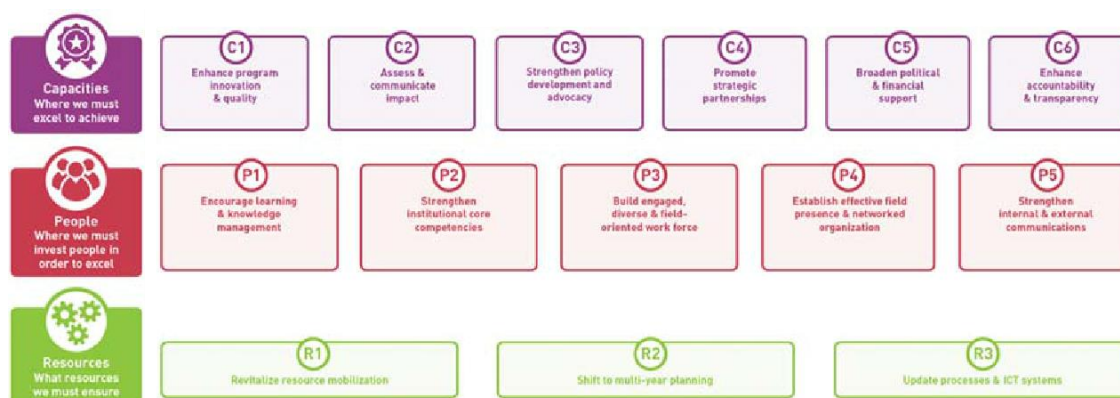 Capacities
Where we must
excel to achieve
C1
Enhance program
innovation
& quality
C2
Assess &
communicate
impact
C3
Strengthen policy
development and
advocacy
C4
Promote
strategic
partnerships
C5
Broaden political
& financial
support
C6
Enhance
accountability
& transparency
People
Where we must
invest people in
order to excel
P1
Encourage learning
& knowledge
management
P2
Strengthen
institutional core
competencies
P3
Build engaged,
diverse & field-
oriented work force
P4
Establish effective field
presence & networked
organization
P5
Strengthen
internal & external
communications
Resources
What resources
we must ensure
R1
Revitalize resource mobilization
R2
Shift to multi-year planning
R3
Update processes & ICT systems